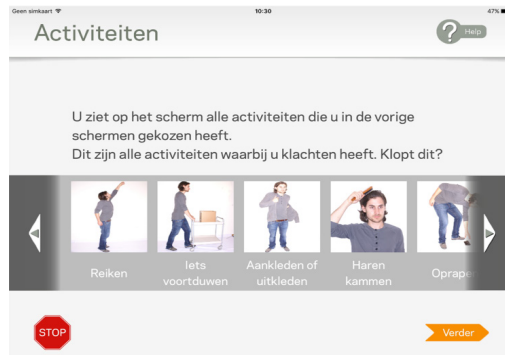 Geen simkaart
10:30
47%
Activiteiten
Help
U ziet op het scherm alle activiteiten die u in de vorige
schermen gekozen heeft.
Dit zijn alle activiteiten waarbij u klachten heeft. Klopt dit?
Reiken
Iets
voortduwen
Aankleden of
uitkleden
Haren
kammen
STOP
Verder